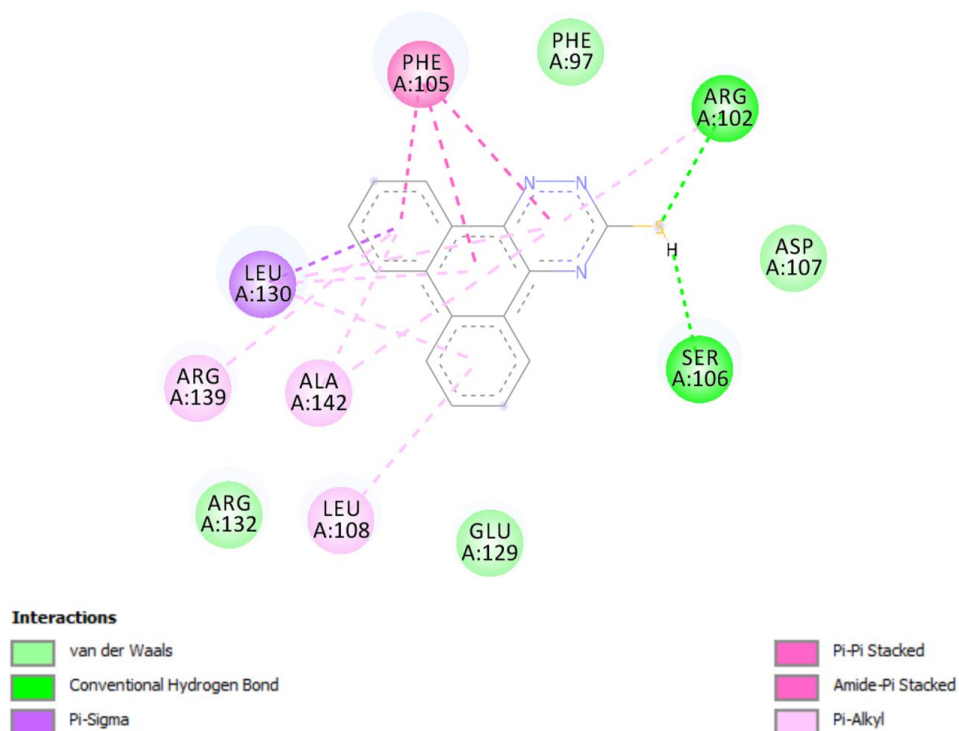 PHE
A:105
PHE
A:97
ARG
A:102
N
N
S
H
N
ASP
A:107
LEU
A:130
SER
A:106
ARG
A:139
ALA
A:142
ARG
A:132
LEU
A:108
GLU
A:129
Interactions
van der Waals
Conventional Hydrogen Bond
Pi-Sigma
Pi-Pi Stacked
Amide-Pi Stacked
Pi-Alkyl